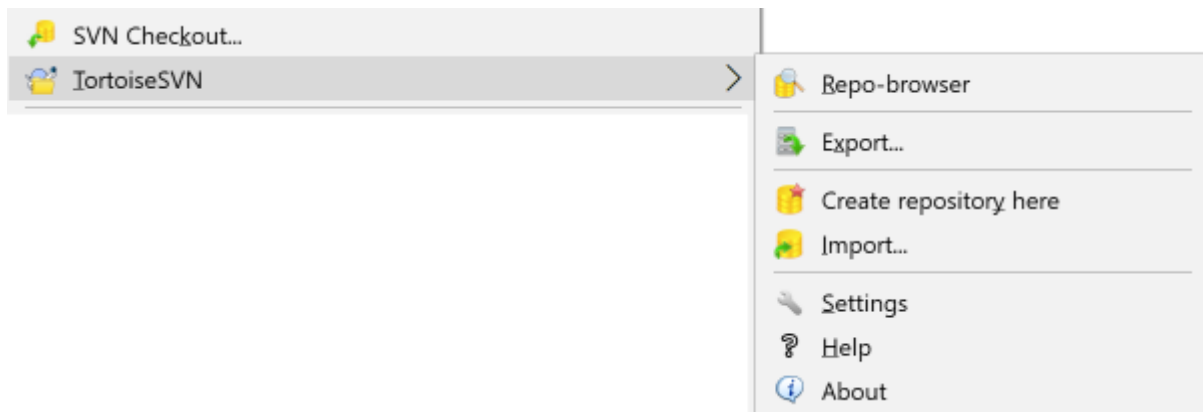 SVN Checkout...
TortoiseSVN
Repo-browser
Export...
Create repository here
Import...
Settings
Help
About